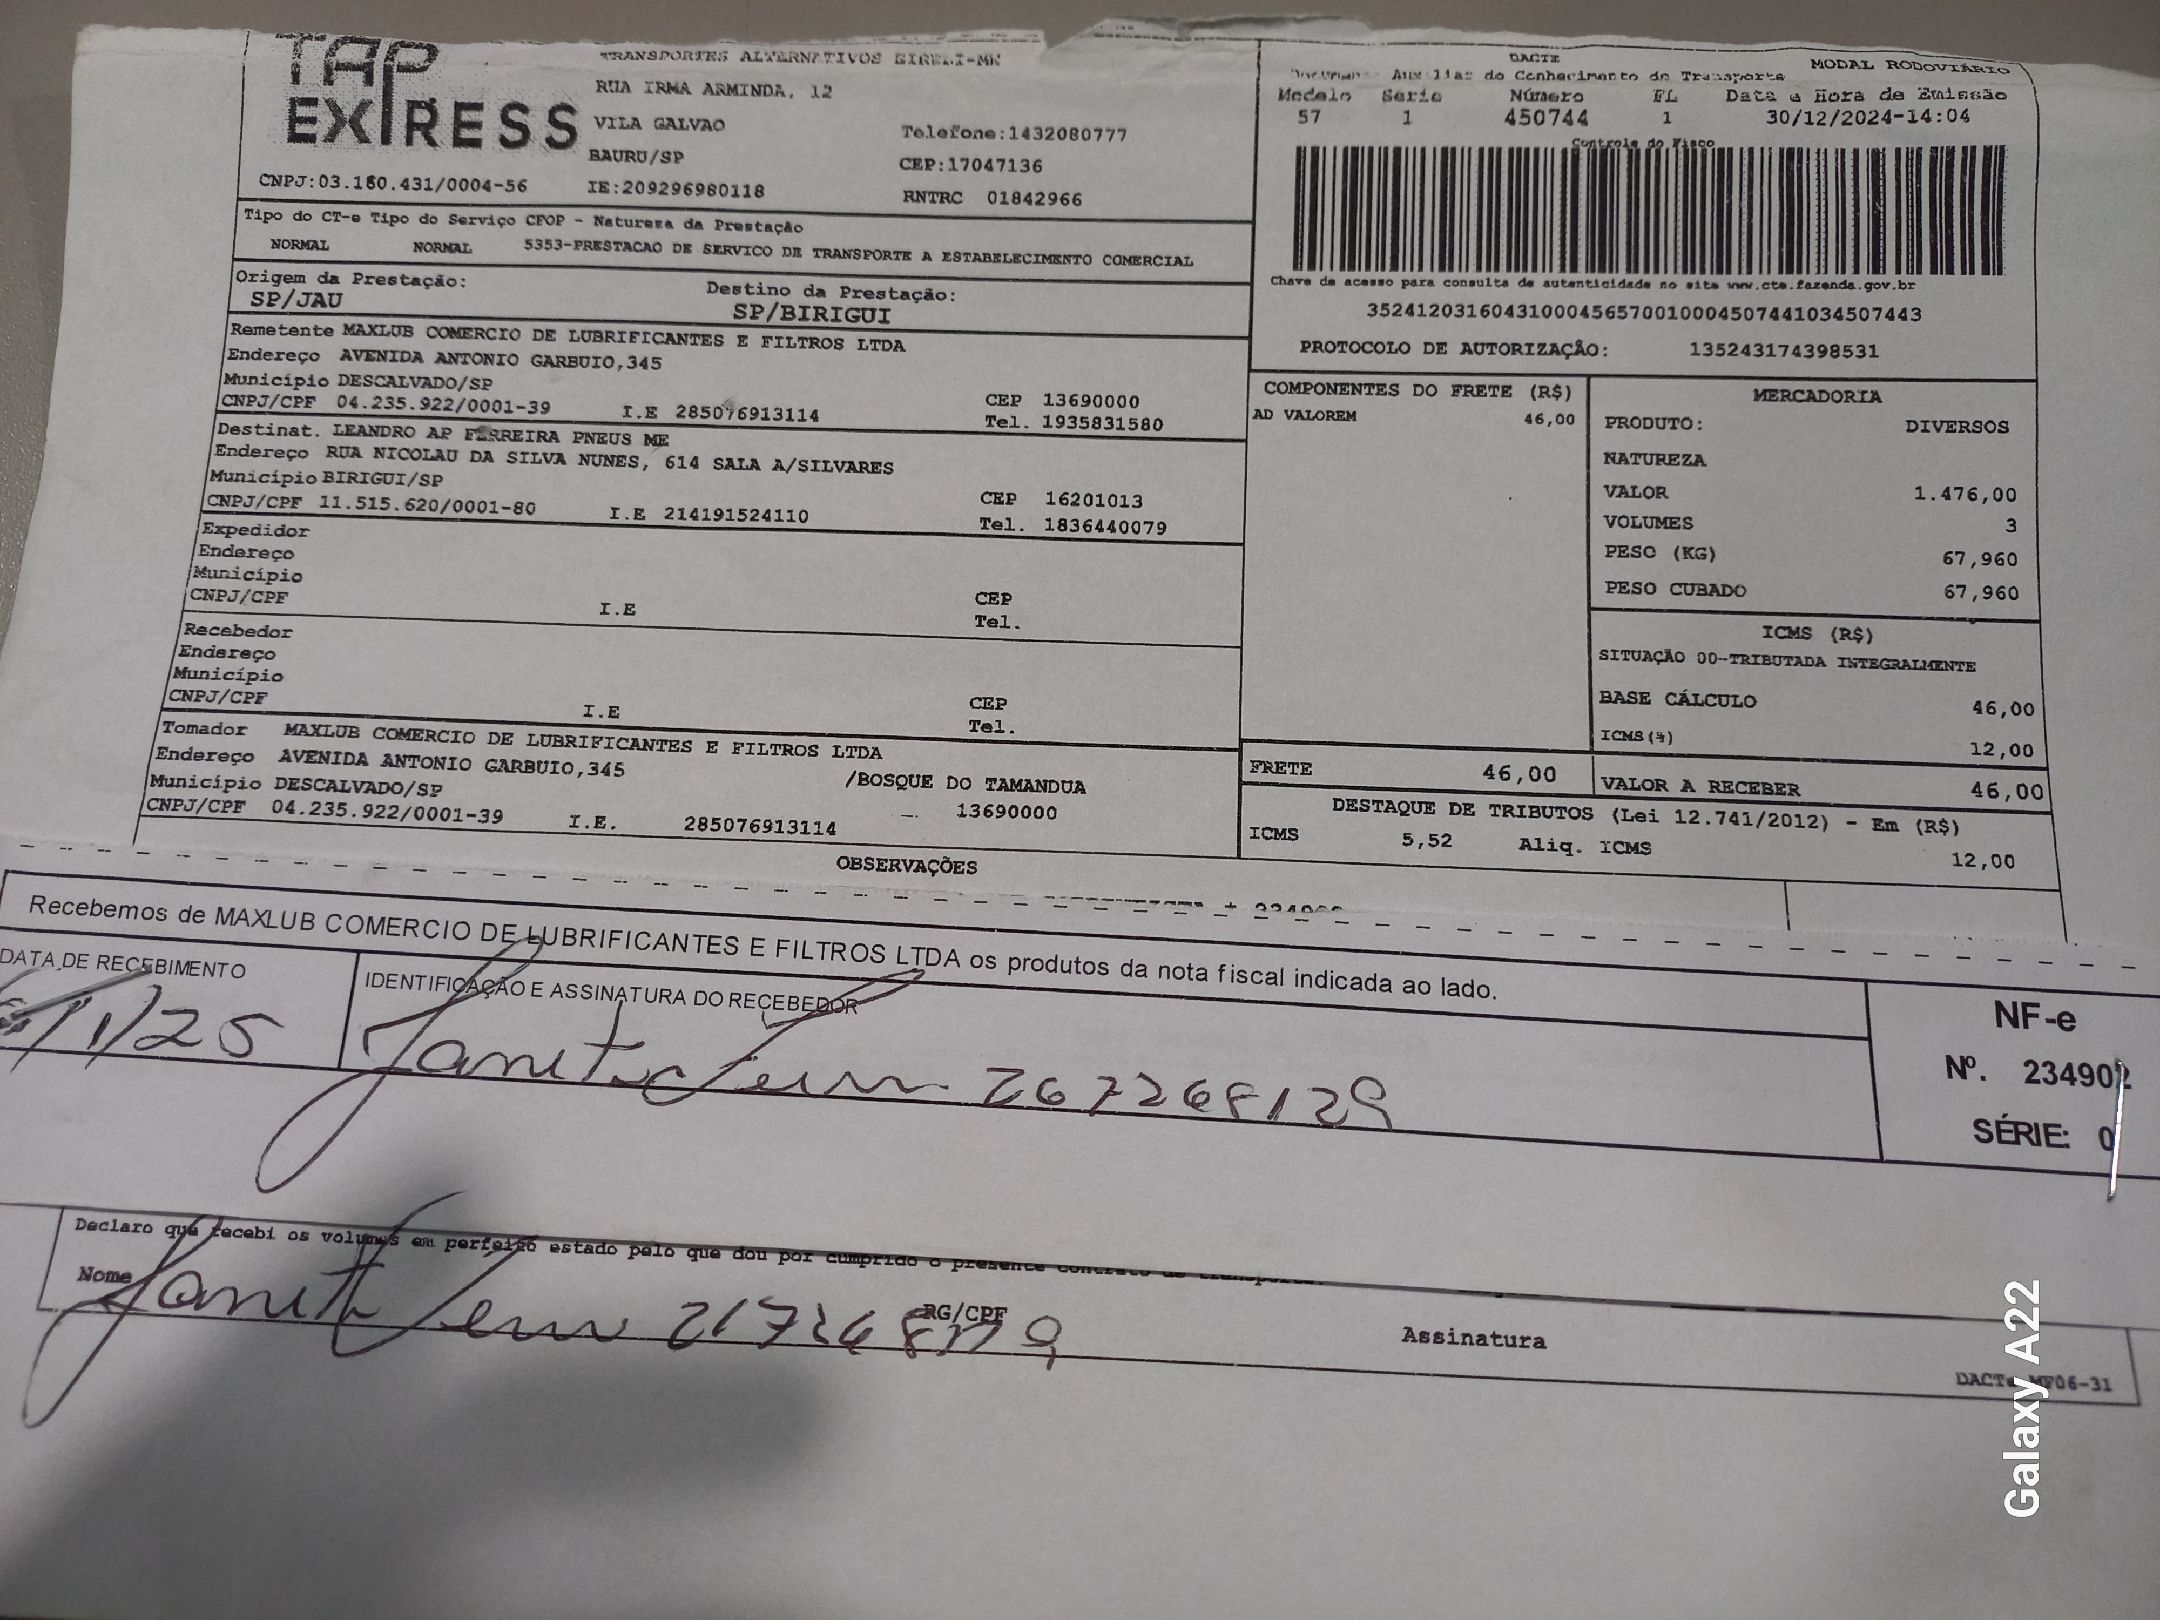 TAP EXPRESS
TRANSPORTES ALTERNATIVOS EIRELI-ME
RUA IRMA ARMINDA, 12
VILA GALVAO
Telefone:1432080777
BAURU/SP
CEP:17047136
CNPJ:03.160.431/0004-56 IE:209296980118
RNTRC 01842966
DACTE
MODAL RODOVIÁRIO
Auxiliar do Conhecimento de Transporte
Modelo Serie Número FL Data e Hora de Emissão
57 1 450744 1 30/12/2024-14:04
Controle do Fisco
Chave de acesso para consulta de autenticidade no site www.cte.fazenda.gov.br
35241203160431000456570010004507441034507443
PROTOCOLO DE AUTORIZAÇÃO: 135243174398531
Tipo do CT-e Tipo do Serviço CFOP - Natureza da Prestação
NORMAL NORMAL 5353-PRESTACAO DE SERVICO DE TRANSPORTE A ESTABELECIMENTO COMERCIAL
Origem da Prestação: Destino da Prestação:
SP/JAU SP/BIRIGUI
Remetente MAXLUB COMERCIO DE LUBRIFICANTES E FILTROS LTDA
Endereço AVENIDA ANTONIO GARBUIO,345
Município DESCALVADO/SP CEP 13690000
CNPJ/CPF 04.235.922/0001-39 I.E 285076913114 Tel. 1935831580
Destinat. LEANDRO AP FERREIRA PNEUS ME
Endereço RUA NICOLAU DA SILVA NUNES, 614 SALA A/SILVARES
Município BIRIGUI/SP CEP 16201013
CNPJ/CPF 11.515.620/0001-80 I.E 214191524110 Tel. 1836440079
Expedidor
Endereço
Município CEP
CNPJ/CPF I.E Tel.
Recebedor
Endereço
Município CEP
CNPJ/CPF I.E Tel.
Tomador MAXLUB COMERCIO DE LUBRIFICANTES E FILTROS LTDA
Endereço AVENIDA ANTONIO GARBUIO,345 /BOSQUE DO TAMANDUA
Município DESCALVADO/SP 13690000
CNPJ/CPF 04.235.922/0001-39 I.E. 285076913114
COMPONENTES DO FRETE (R$)
AD VALOREM 46,00
MERCADORIA
PRODUTO: DIVERSOS
NATUREZA
VALOR 1.476,00
VOLUMES 3
PESO (KG) 67,960
PESO CUBADO 67,960
ICMS (R$)
SITUAÇÃO 00-TRIBUTADA INTEGRALMENTE
BASE CÁLCULO 46,00
ICMS(%) 12,00
FRETE 46,00 VALOR A RECEBER 46,00
DESTAQUE DE TRIBUTOS (Lei 12.741/2012) - Em (R$)
ICMS 5,52 Aliq. ICMS 12,00
OBSERVAÇÕES
Recebemos de MAXLUB COMERCIO DE LUBRIFICANTES E FILTROS LTDA os produtos da nota fiscal indicada ao lado.
DATA DE RECEBIMENTO IDENTIFICAÇÃO E ASSINATURA DO RECEBEDOR
/1/25 267268129
NF-e
Nº. 234902
SÉRIE: 0
Declaro que recebi os volumes em perfeito estado pelo que dou por cumprido o presente contrato de transporte
Nome RG/CPF Assinatura
DACTe MF06-31
Galaxy A22